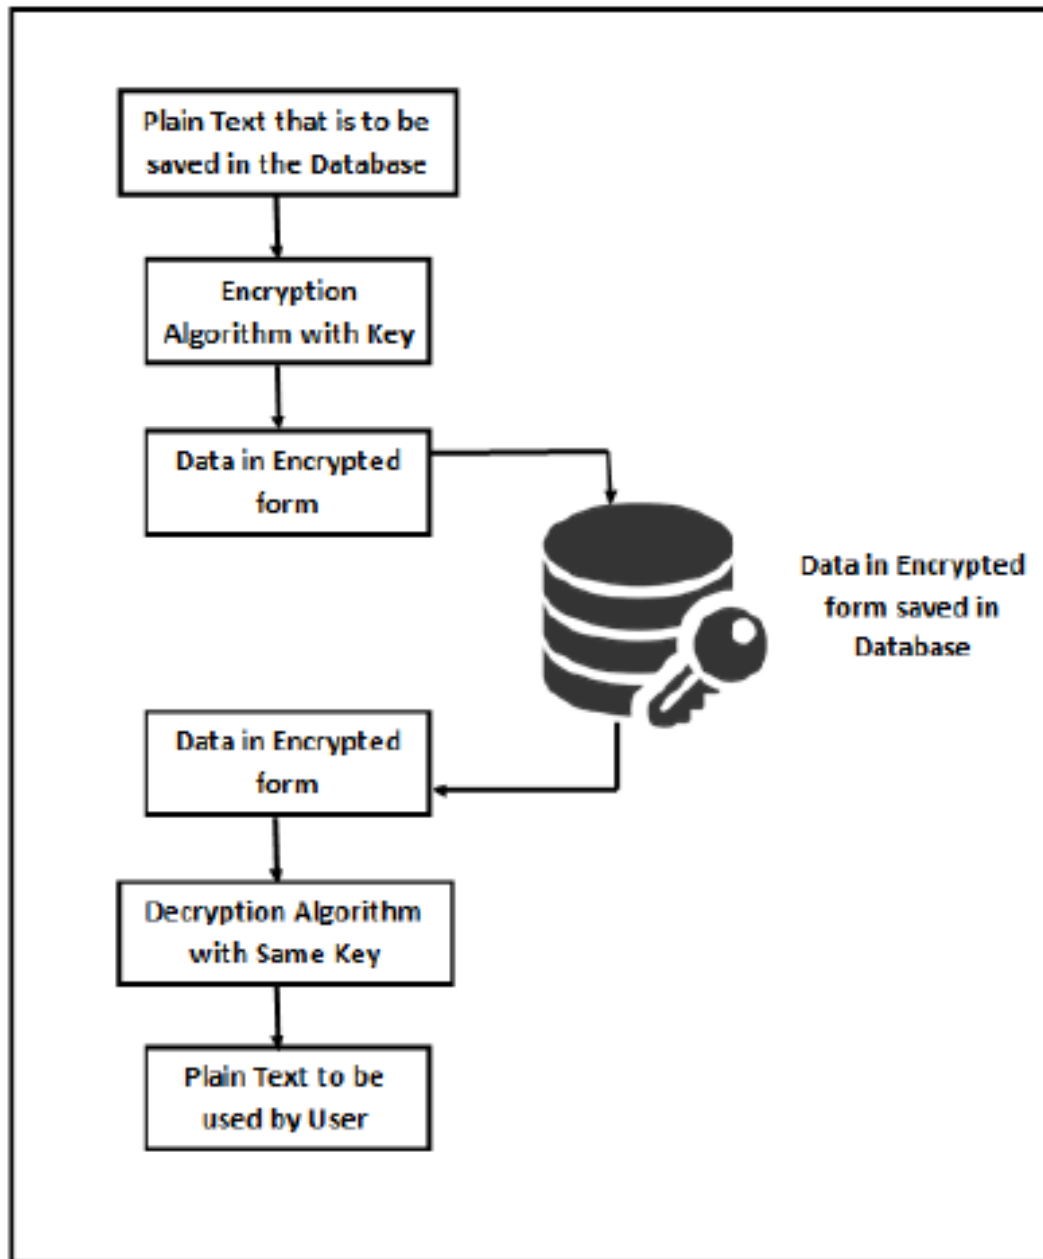 Plain Text that is to be
saved in the Database
Encryption
Algorithm with Key
Data in Encrypted
form
Data in Encrypted
form saved in
Database
Data in Encrypted
form
Decryption Algorithm
with Same Key
Plain Text to be
used by User